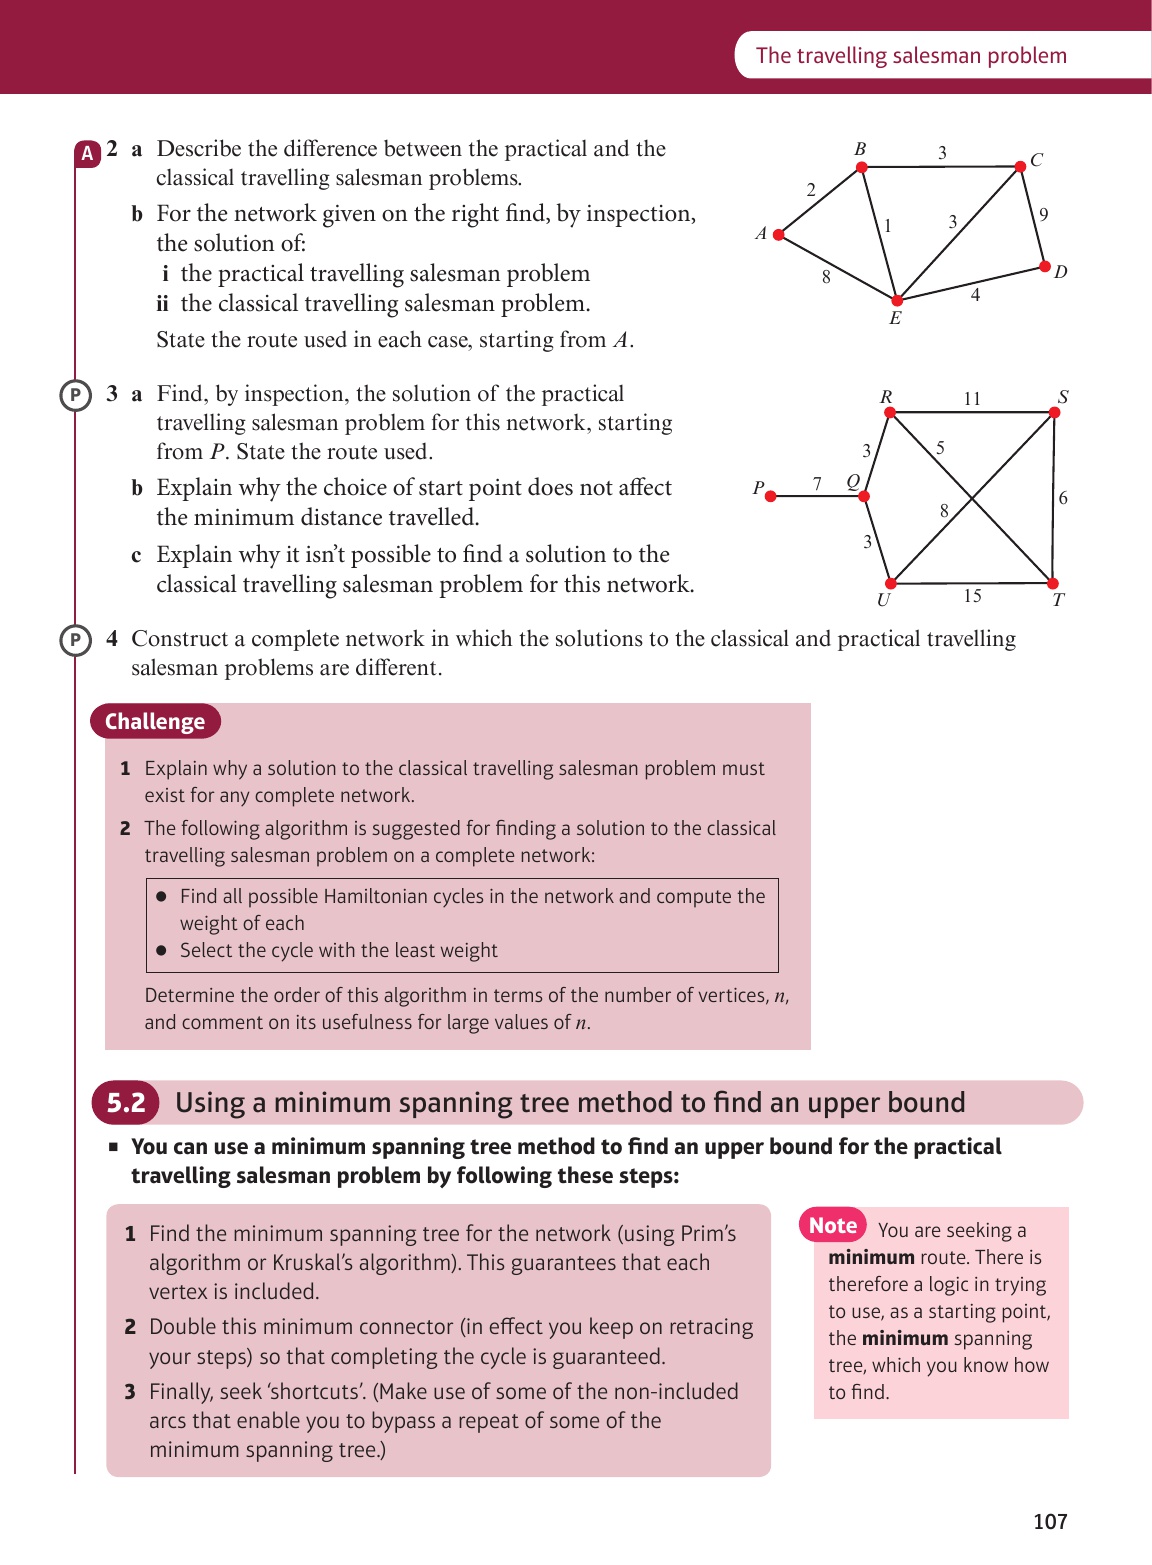 The travelling salesman problem
A
2 a Describe the difference between the practical and the
classical travelling salesman problems.
b For the network given on the right find, by inspection,
the solution of:
i the practical travelling salesman problem
ii the classical travelling salesman problem.
State the route used in each case, starting from A.
B
3
C
2
1
3
9
A
8
D
4
E
P
3 a Find, by inspection, the solution of the practical
travelling salesman problem for this network, starting
from P. State the route used.
b Explain why the choice of start point does not affect
the minimum distance travelled.
c Explain why it isn't possible to find a solution to the
classical travelling salesman problem for this network.
R
11
S
3
5
P
7
Q
8
6
3
U
15
T
P
4 Construct a complete network in which the solutions to the classical and practical travelling
salesman problems are different.
Challenge
1 Explain why a solution to the classical travelling salesman problem must
exist for any complete network.
2 The following algorithm is suggested for finding a solution to the classical
travelling salesman problem on a complete network:
● Find all possible Hamiltonian cycles in the network and compute the
weight of each
● Select the cycle with the least weight
Determine the order of this algorithm in terms of the number of vertices, n,
and comment on its usefulness for large values of n.
5.2 Using a minimum spanning tree method to find an upper bound
■ You can use a minimum spanning tree method to find an upper bound for the practical
travelling salesman problem by following these steps:
1 Find the minimum spanning tree for the network (using Prim's
algorithm or Kruskal's algorithm). This guarantees that each
vertex is included.
2 Double this minimum connector (in effect you keep on retracing
your steps) so that completing the cycle is guaranteed.
3 Finally, seek 'shortcuts'. (Make use of some of the non-included
arcs that enable you to bypass a repeat of some of the
minimum spanning tree.)
Note You are seeking a
minimum route. There is
therefore a logic in trying
to use, as a starting point,
the minimum spanning
tree, which you know how
to find.
107